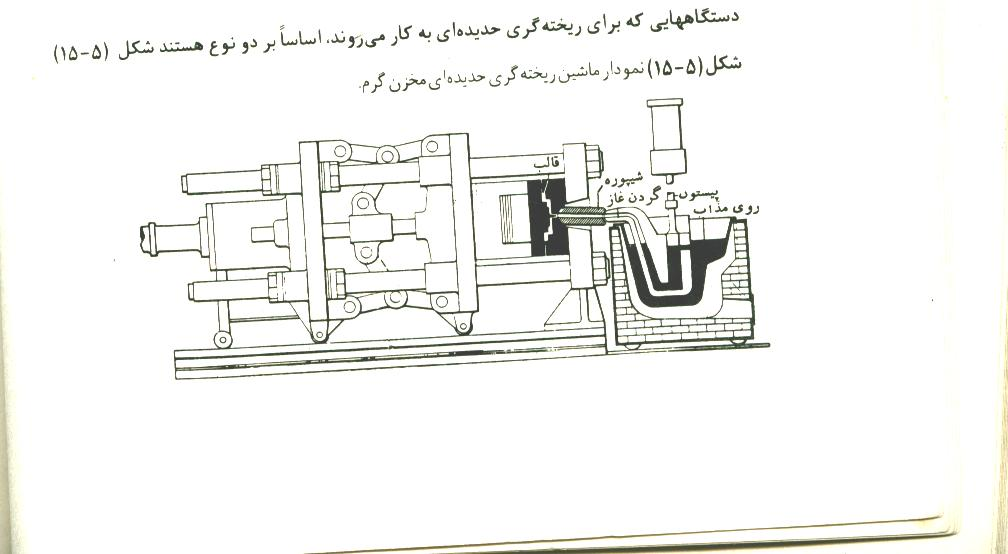 دستگاههایی که برای ریخته‌گری حدیده‌ای به کار می‌روند، اساساً بر دو نوع هستند شکل (۵-۱۵)
شکل (۵-۱۵) نمودار ماشین ریخته‌گری حدیده‌ای مخزن گرم.
قالب
شیپوره
گردن غاز
پیستون
روی مذاب